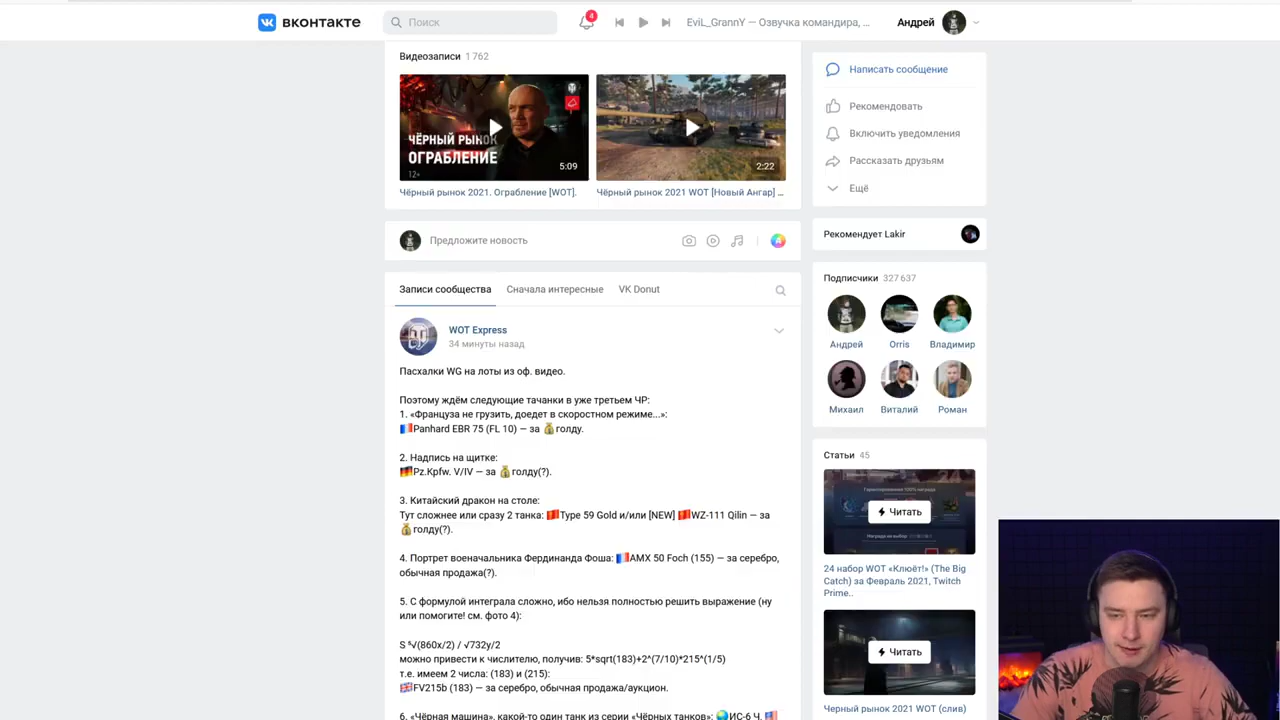 вконтакте
Поиск
4
EviL_GrannY — Озвучка командира, ...
Андрей
Видеозаписи 1 762
ЧЁРНЫЙ РЫНОК
ОГРАБЛЕНИЕ
12+
5:09
2:22
Чёрный рынок 2021. Ограбление [WOT].
Чёрный рынок 2021 WOT [Новый Ангар] ...
Предложите новость
Записи сообщества
Сначала интересные
VK Donut
WOT Express
34 минуты назад
Пасхалки WG на лоты из оф. видео.
Поэтому ждём следующие тачанки в уже третьем ЧР:
1. «Француза не грузить, доедет в скоростном режиме...»:
🇫🇷Panhard EBR 75 (FL 10) — за 💰голду.
2. Надпись на щитке:
🇩🇪Pz.Kpfw. V/IV — за 💰голду(?).
3. Китайский дракон на столе:
Тут сложнее или сразу 2 танка: 🇨🇳Type 59 Gold и/или [NEW] 🇨🇳WZ-111 Qilin — за
💰голду(?).
4. Портрет военачальника Фердинанда Фоша: 🇫🇷AMX 50 Foch (155) — за серебро,
обычная продажа(?).
5. С формулой интеграла сложно, ибо нельзя полностью решить выражение (ну
или помогите! см. фото 4):
S ⁵√(860x/2) / √732y/2
можно привести к числителю, получив: 5*sqrt(183)+2^(7/10)*215^(1/5)
т.е. имеем 2 числа: (183) и (215):
🇬🇧FV215b (183) — за серебро, обычная продажа/аукцион.
6. «Чёрная машина», какой-то один танк из серии «Чёрных танков»: 🌏ИС-6 Ч, 🇺🇸
Написать сообщение
Рекомендовать
Включить уведомления
Рассказать друзьям
Ещё
Рекомендует Lakir
Подписчики 327 637
Андрей
Orris
Владимир
Михаил
Виталий
Роман
Статьи 45
Читать
24 набор WOT «Клюёт!» (The Big
Catch) за Февраль 2021, Twitch
Prime..
Читать
Черный рынок 2021 WOT (слив)